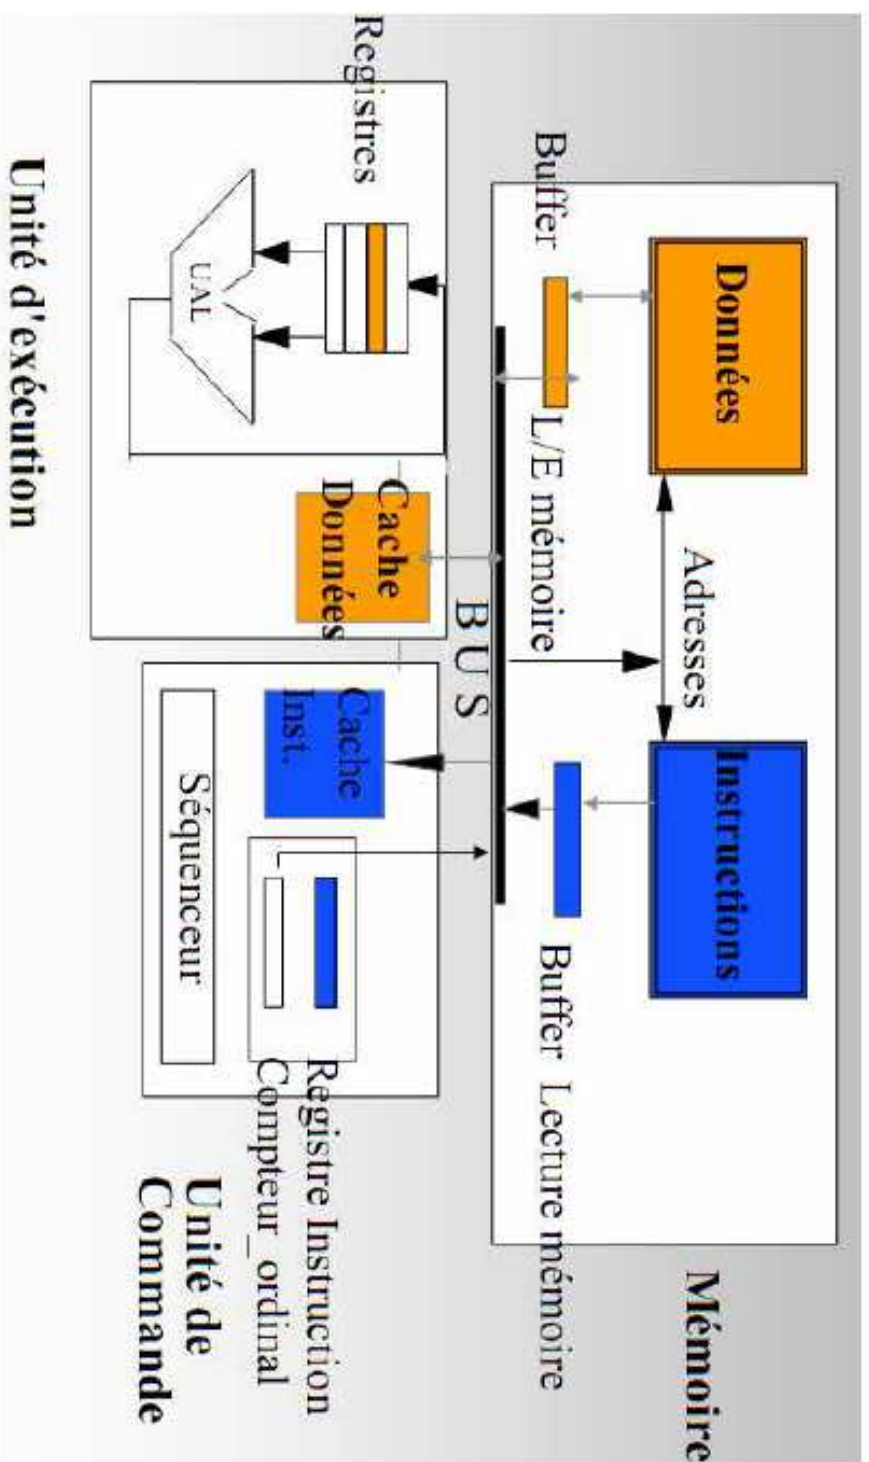 Mémoire
Données
Adresses
Instructions
Buffer
L/E mémoire
Buffer Lecture mémoire
B U S
Registres
UAL
Cache
Données
Cache
Inst.
Séquenceur
Registre Instruction
Compteur_ordinal
Unité d'exécution
Unité de
Commande